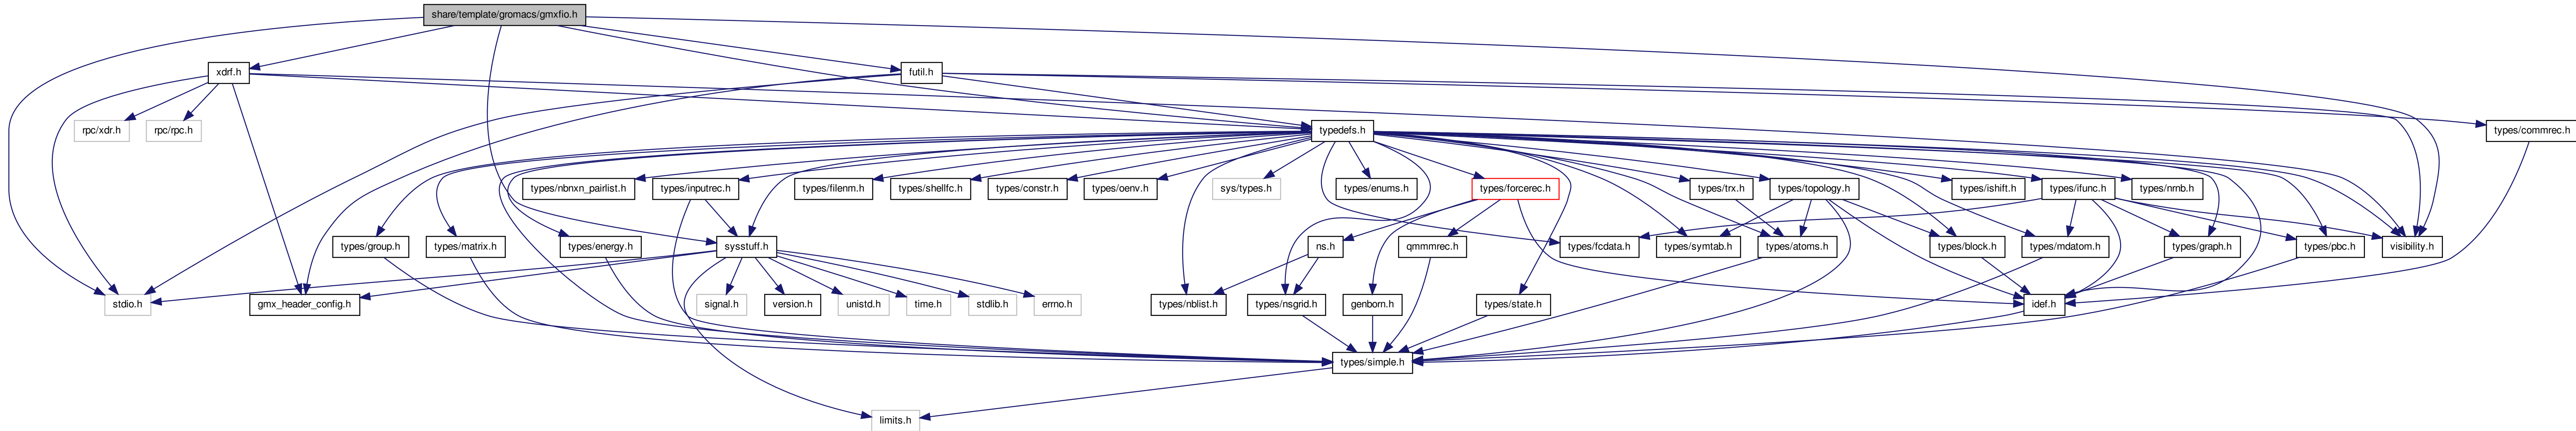 share/template/gromacs/gmxfio.h
xdrf.h
futil.h
rpc/xdr.h
rpc/rpc.h
typedefs.h
types/commrec.h
types/nbnxn_pairlist.h
types/inputrec.h
types/filenm.h
types/shellfc.h
types/constr.h
types/oenv.h
sys/types.h
types/enums.h
types/forcerec.h
types/trx.h
types/topology.h
types/ishift.h
types/ifunc.h
types/nrnb.h
types/group.h
types/matrix.h
types/energy.h
sysstuff.h
ns.h
qmmmrec.h
types/fcdata.h
types/symtab.h
types/atoms.h
types/block.h
types/mdatom.h
types/graph.h
types/pbc.h
visibility.h
stdio.h
gmx_header_config.h
signal.h
version.h
unistd.h
time.h
stdlib.h
errno.h
types/nblist.h
types/nsgrid.h
genborn.h
types/state.h
idef.h
types/simple.h
limits.h